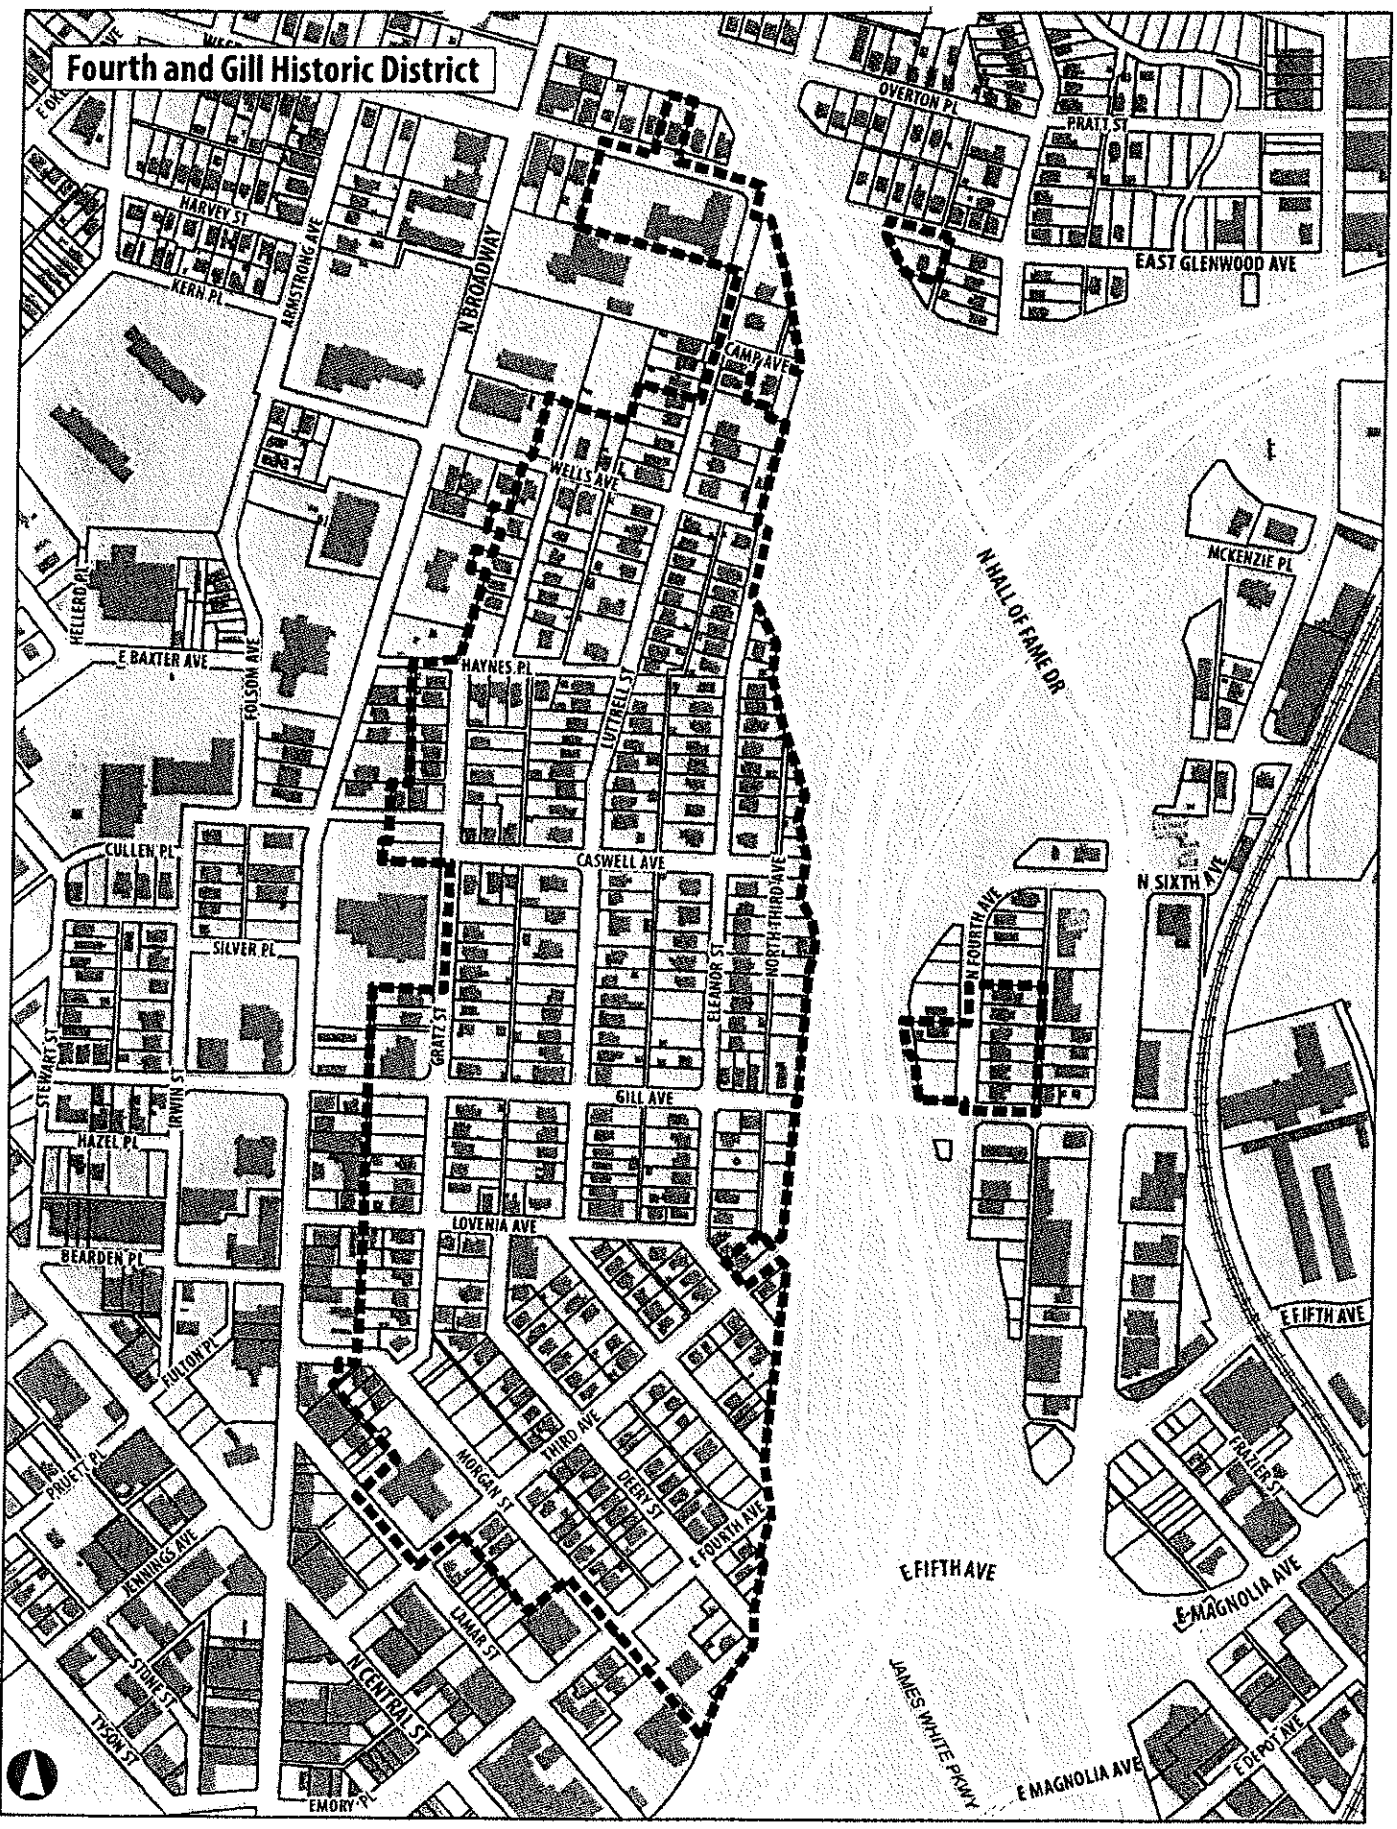 Fourth and Gill Historic District
OVERTON PL
PRATT ST
HARVEY ST
KERN PL
ARMSTRONG AVE
N BROADWAY
EAST GLENWOOD AVE
CAMP AVE
WELLS AVE
MCKENZIE PL
N HALL OF FAME DR
HELLERD PL
E BAXTER AVE
FOLSON AVE
HAYNES PL
LUTTRELL ST
CULLEN PL
CASWELL AVE
NORTH THIRD AVE
N SIXTH AVE
N FOURTH AVE
SILVER PL
ELEANOR ST
GRATZ ST
STEWART ST
IRWIN ST
GILL AVE
HAZEL PL
LOVENIA AVE
BEARDEN PL
E FIFTH AVE
FULTON PL
THIRD AVE
MORGAN ST
DEERY ST
FRAZIER ST
PRUETT PL
E FOURTH AVE
JENNINGS AVE
E FIFTH AVE
E MAGNOLIA AVE
LAMAR ST
STONE ST
N CENTRAL ST
TYSON ST
JAMES WHITE PKWY
E DEPOT AVE
E MAGNOLIA AVE
EMORY PL